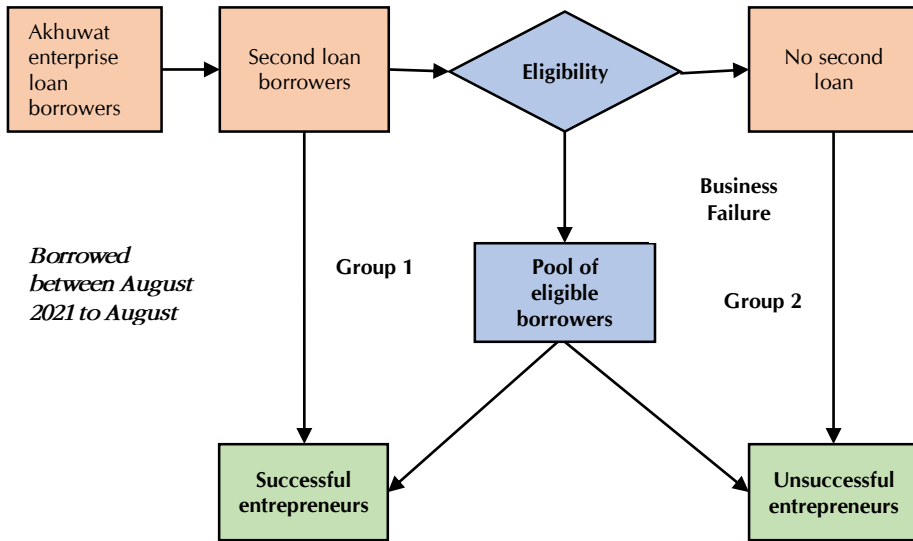 Akhuwat
enterprise
loan
borrowers
Second loan
borrowers
Eligibility
No second
loan
Business
Failure
Borrowed
between August
2021 to August
Group 1
Pool of
eligible
borrowers
Group 2
Successful
entrepreneurs
Unsuccessful
entrepreneurs